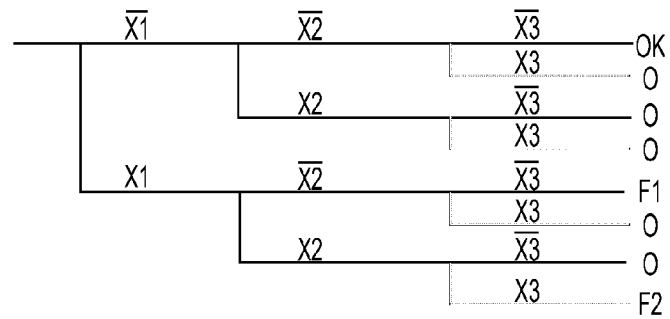 X̅1̅ X̅2̅ X̅3̅ OK
X3 O
X2 X̅3̅ O
X3 O
X1 X̅2̅ X̅3̅ F1
X3 O
X2 X̅3̅ O
X3 F2